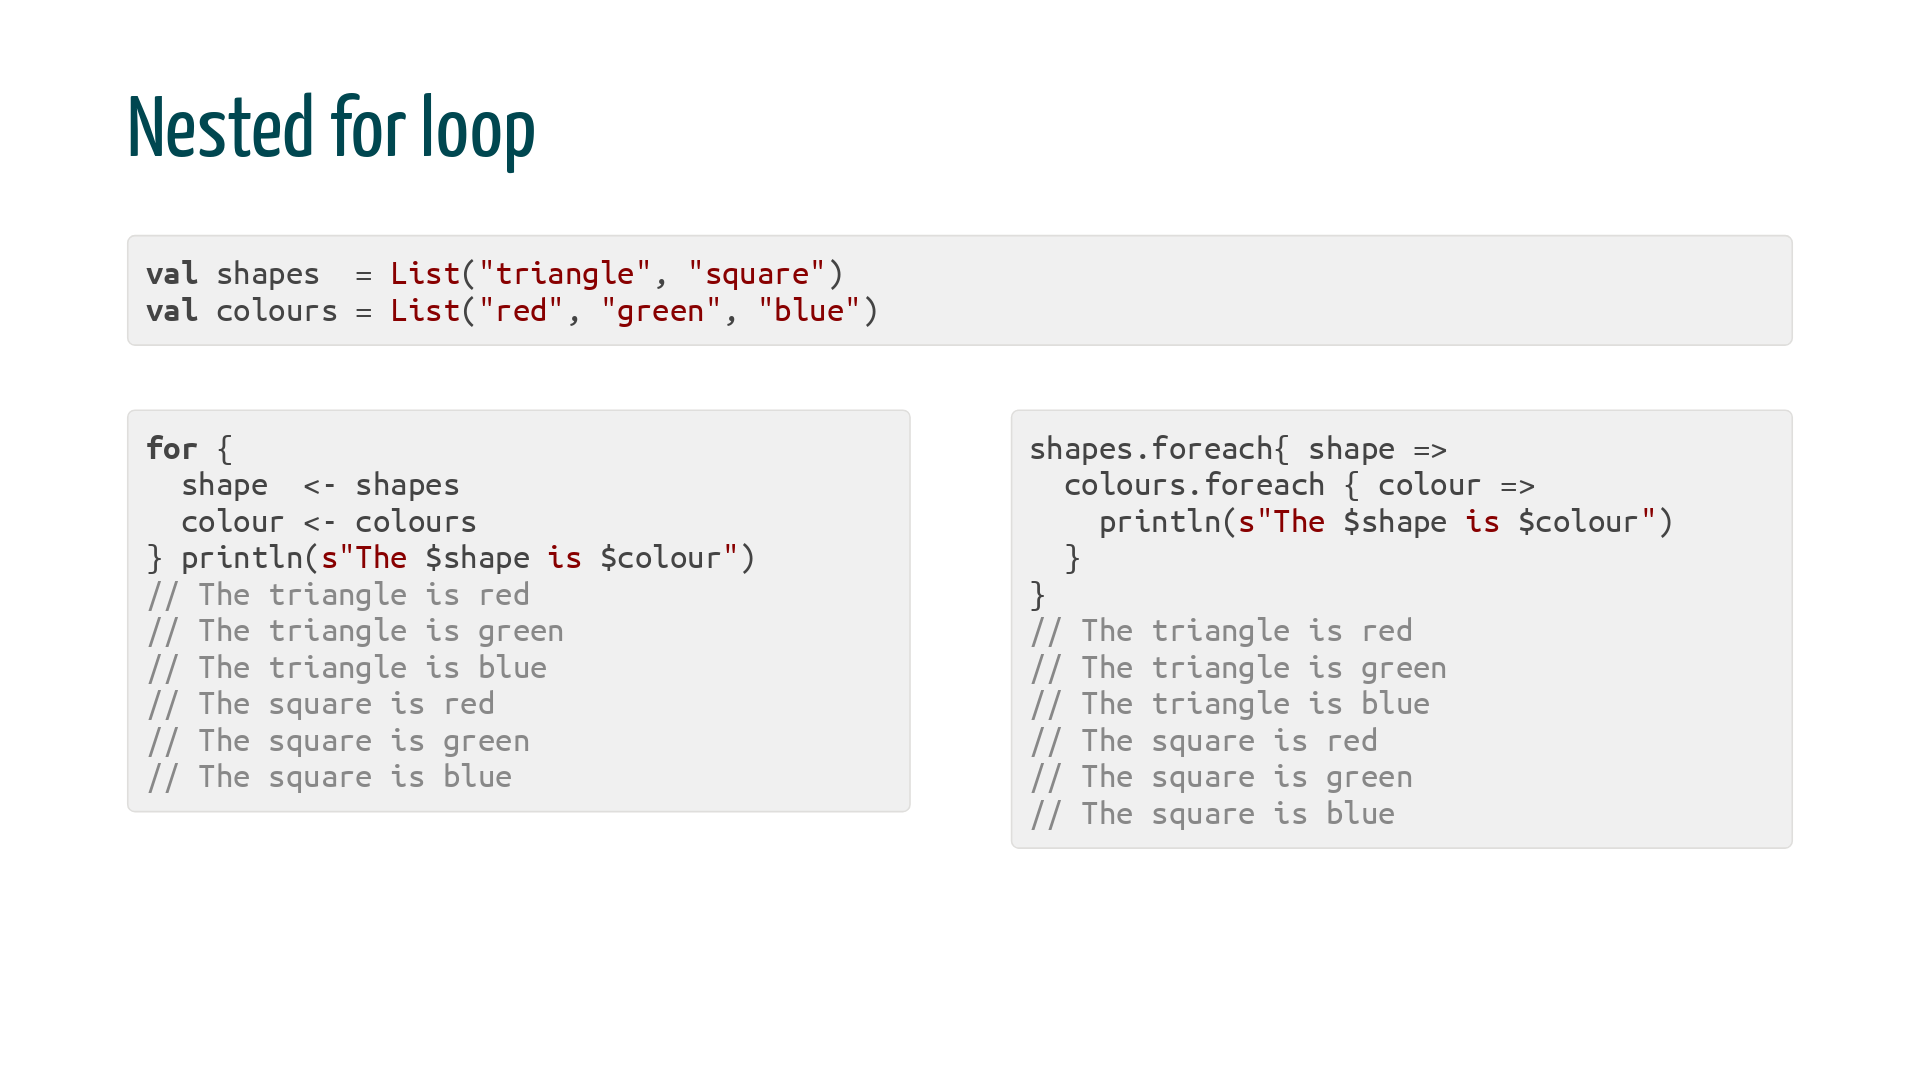 Nested for loop
val shapes  = List("triangle", "square")
val colours = List("red", "green", "blue")
for {
  shape  <- shapes
  colour <- colours
} println(s"The $shape is $colour")
// The triangle is red
// The triangle is green
// The triangle is blue
// The square is red
// The square is green
// The square is blue
shapes.foreach{ shape =>
  colours.foreach { colour =>
    println(s"The $shape is $colour")
  }
}
// The triangle is red
// The triangle is green
// The triangle is blue
// The square is red
// The square is green
// The square is blue